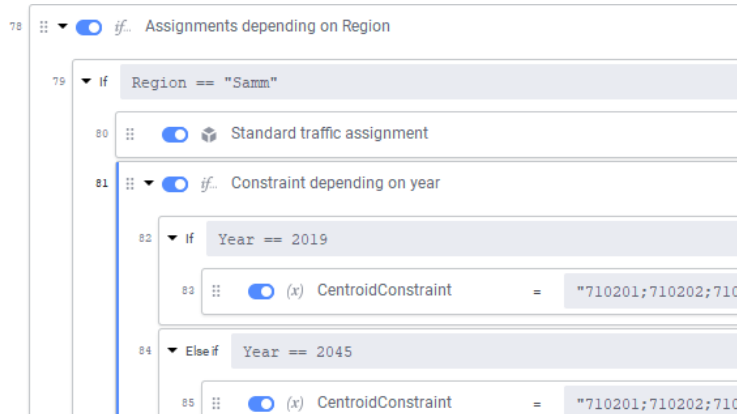 78 if... Assignments depending on Region
79 If Region == "Samm"
80 Standard traffic assignment
81 if... Constraint depending on year
82 If Year == 2019
83 (x) CentroidConstraint = "710201;710202;710
84 Else if Year == 2045
85 (x) CentroidConstraint = "710201;710202;710